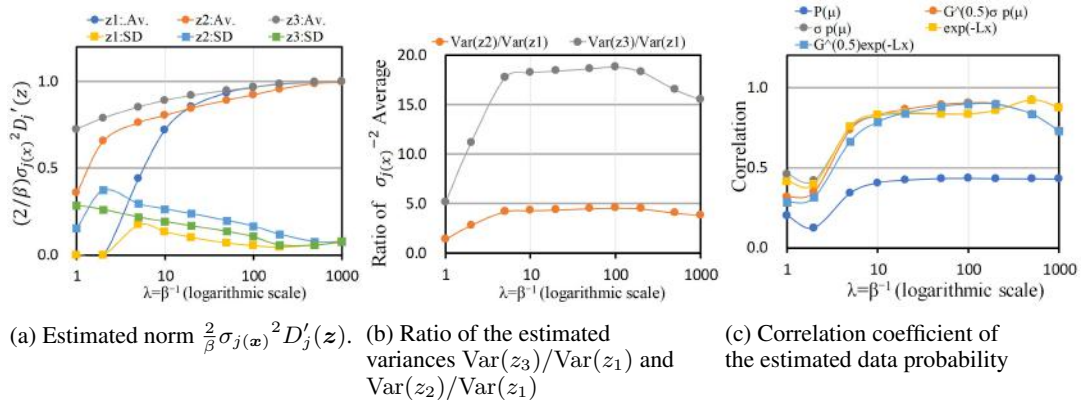 z1:.Av. z2:Av. z3:Av.
z1:SD z2:SD z3:SD
(2/β)σj(x)²Dj'(z)
1.0
0.5
0.0
1 10 100 1000
λ=β⁻¹ (logarithmic scale)
(a) Estimated norm 2/β σj(x)² D′j(z).
Var(z2)/Var(z1) Var(z3)/Var(z1)
Ratio of σj(x)⁻² Average
20.0
15.0
10.0
5.0
0.0
1 10 100 1000
λ=β⁻¹ (logarithmic scale)
(b) Ratio of the estimated
variances Var(z3)/Var(z1) and
Var(z2)/Var(z1)
P(μ) G^(0.5)σ p(μ)
σ p(μ) exp(-Lx)
G^(0.5)exp(-Lx)
Correlation
1.0
0.5
0.0
1 10 100 1000
λ=β⁻¹ (logarithmic scale)
(c) Correlation coefficient of
the estimated data probability